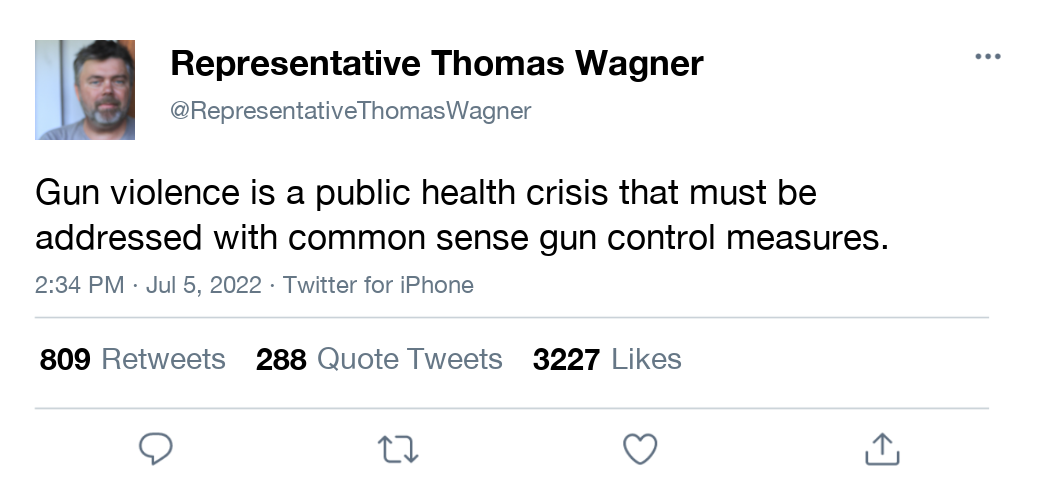 Representative Thomas Wagner
@RepresentativeThomasWagner
Gun violence is a public health crisis that must be
addressed with common sense gun control measures.
2:34 PM · Jul 5, 2022 · Twitter for iPhone
809 Retweets 288 Quote Tweets 3227 Likes